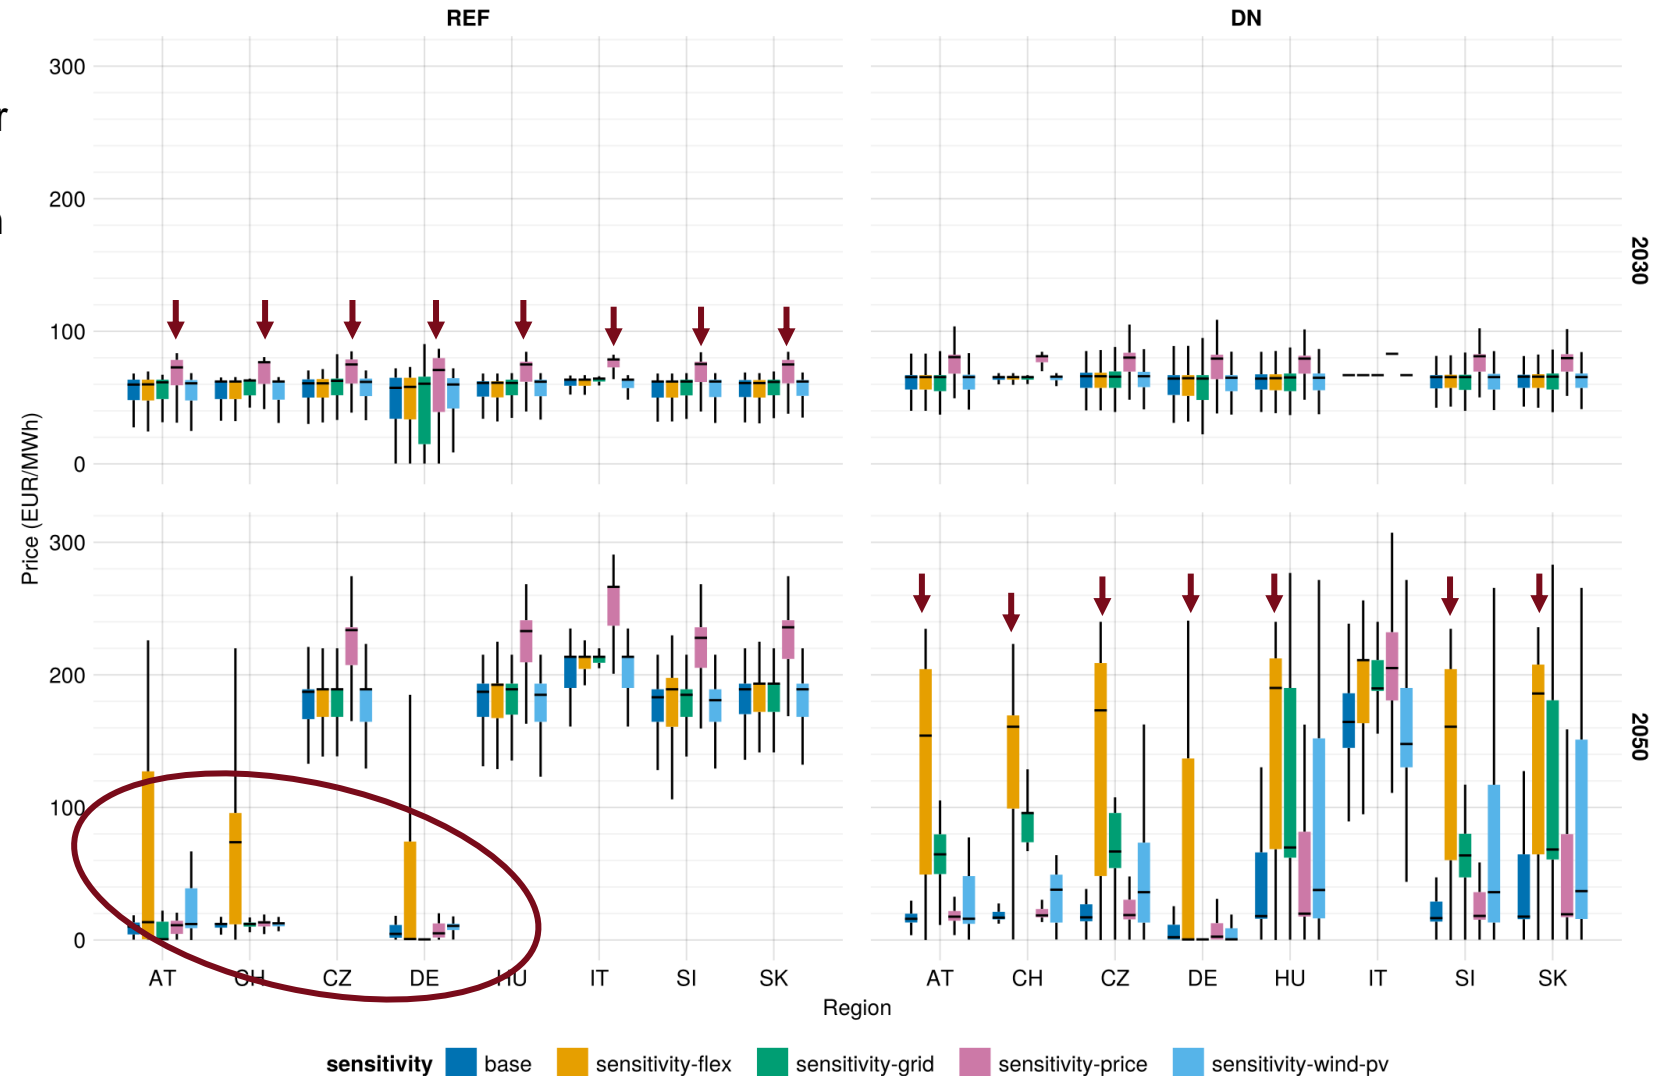 REF DN
r
300
200
100
0
2030
Price (EUR/MWh)
300
200
100
0
2050
AT CH CZ DE HU IT SI SK AT CH CZ DE HU IT SI SK
Region
sensitivity base sensitivity-flex sensitivity-grid sensitivity-price sensitivity-wind-pv